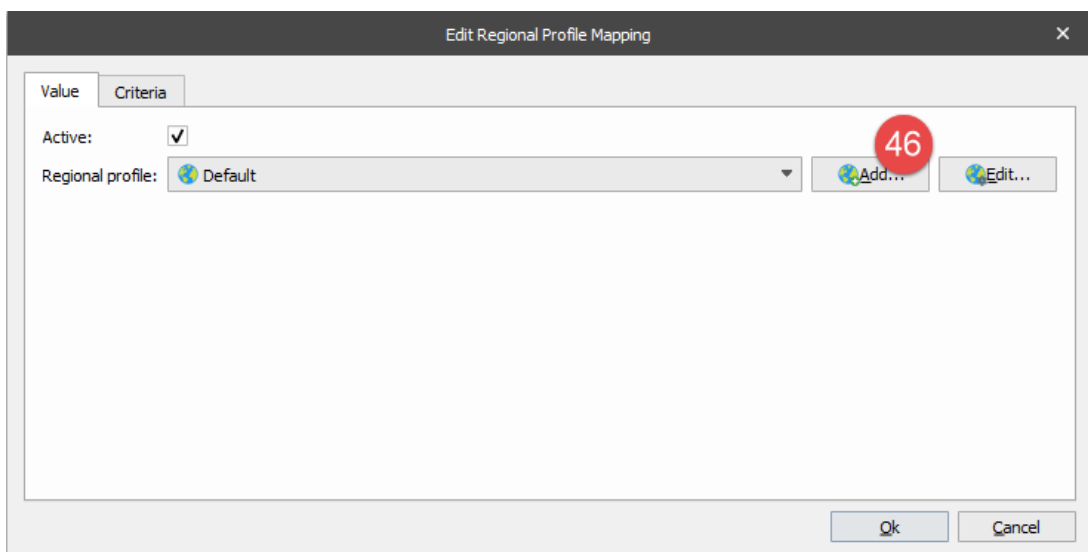 Edit Regional Profile Mapping
Value Criteria
Active:
46
Regional profile: Default Add... Edit...
Ok Cancel